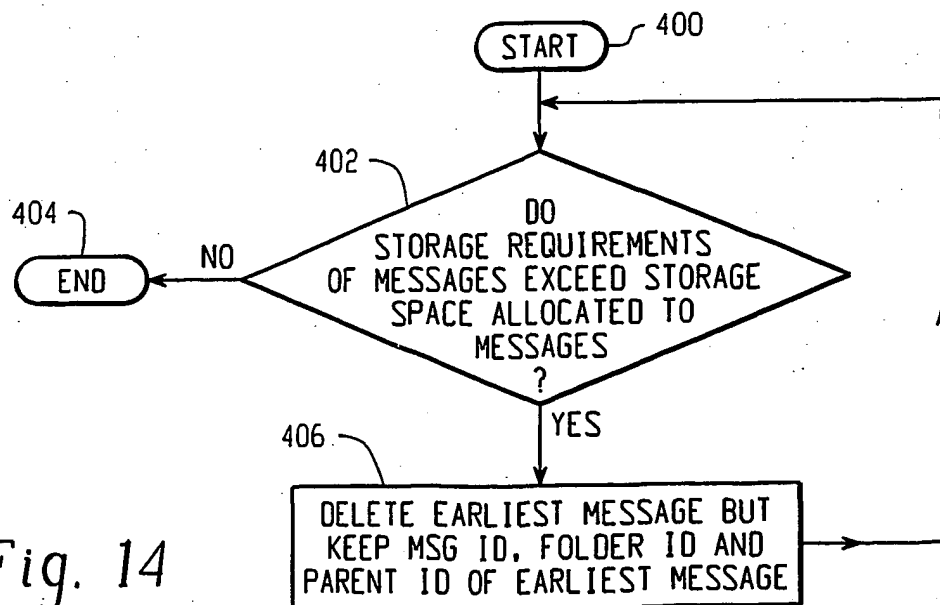 START
400
402
DO
STORAGE REQUIREMENTS
OF MESSAGES EXCEED STORAGE
SPACE ALLOCATED TO
MESSAGES
?
404
END
NO
YES
406
DELETE EARLIEST MESSAGE BUT
KEEP MSG ID, FOLDER ID AND
PARENT ID OF EARLIEST MESSAGE
Fig. 14